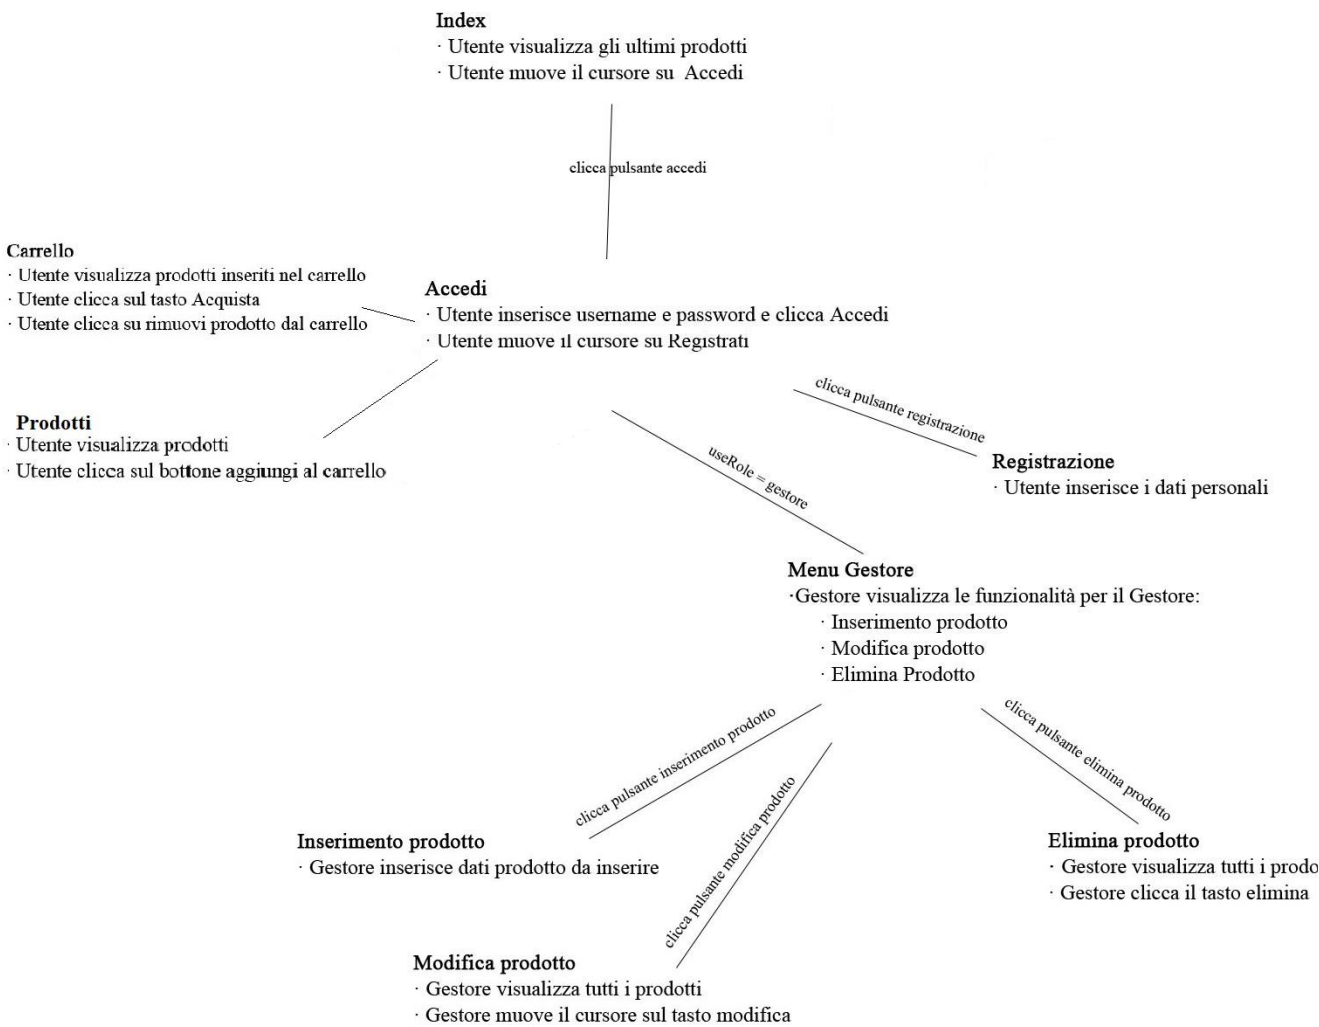 Index
· Utente visualizza gli ultimi prodotti
· Utente muove il cursore su Accedi
clicca pulsante accedi
Carrello
· Utente visualizza prodotti inseriti nel carrello
· Utente clicca sul tasto Acquista
· Utente clicca su rimuovi prodotto dal carrello
Accedi
· Utente inserisce username e password e clicca Accedi
· Utente muove il cursore su Registrati
Prodotti
· Utente visualizza prodotti
· Utente clicca sul bottone aggiungi al carrello
clicca pulsante registrazione
Registrazione
· Utente inserisce i dati personali
useRole = gestore
Menu Gestore
·Gestore visualizza le funzionalità per il Gestore:
· Inserimento prodotto
· Modifica prodotto
· Elimina Prodotto
clicca pulsante inserimento prodotto
clicca pulsante modifica prodotto
clicca pulsante elimina prodotto
Inserimento prodotto
· Gestore inserisce dati prodotto da inserire
Elimina prodotto
· Gestore visualizza tutti i prodo
· Gestore clicca il tasto elimina
Modifica prodotto
· Gestore visualizza tutti i prodotti
· Gestore muove il cursore sul tasto modifica